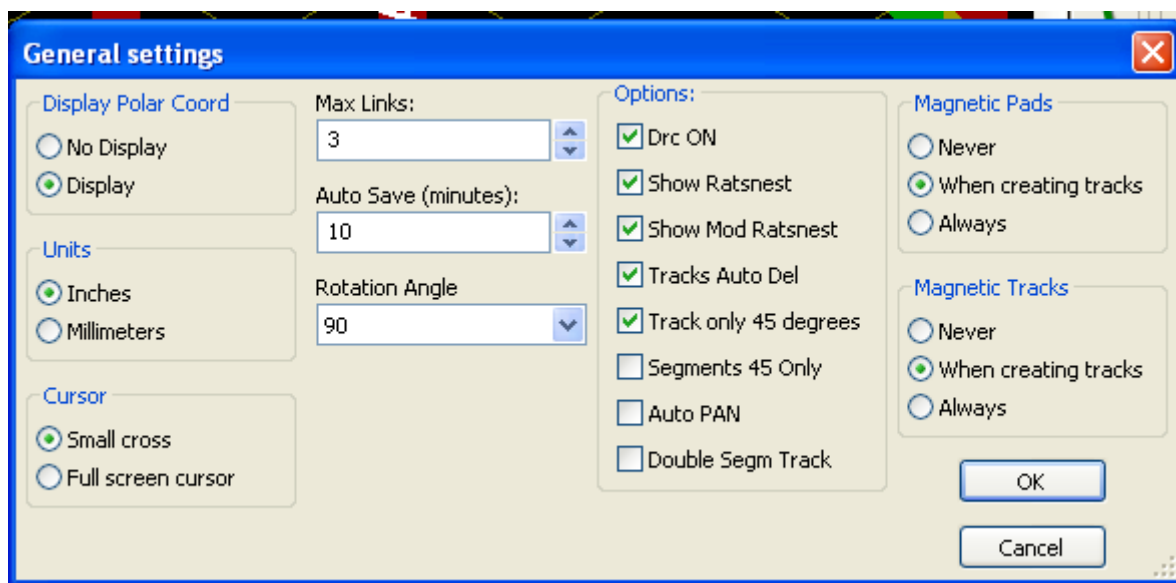 General settings
Display Polar Coord
No Display
Display
Units
Inches
Millimeters
Cursor
Small cross
Full screen cursor
Max Links:
3
Auto Save (minutes):
10
Rotation Angle
90
Options:
Drc ON
Show Ratsnest
Show Mod Ratsnest
Tracks Auto Del
Track only 45 degrees
Segments 45 Only
Auto PAN
Double Segm Track
Magnetic Pads
Never
When creating tracks
Always
Magnetic Tracks
Never
When creating tracks
Always
OK
Cancel